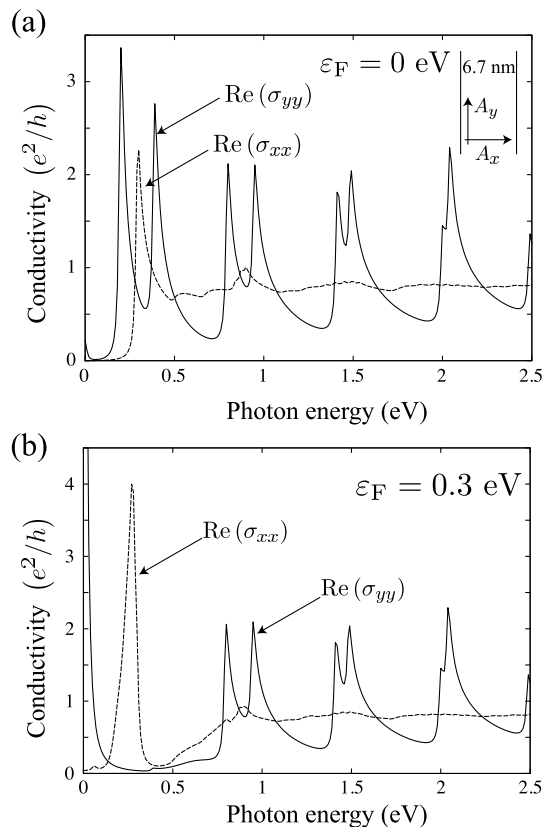 (a)
ε_F = 0 eV
6.7 nm
A_y
A_x
Re (σ_yy)
Re (σ_xx)
Conductivity (e²/h)
3
2
1
0
0
0.5
1
1.5
2
2.5
Photon energy (eV)
(b)
ε_F = 0.3 eV
Re (σ_xx)
Re (σ_yy)
Conductivity (e²/h)
4
3
2
1
0
0
0.5
1
1.5
2
2.5
Photon energy (eV)